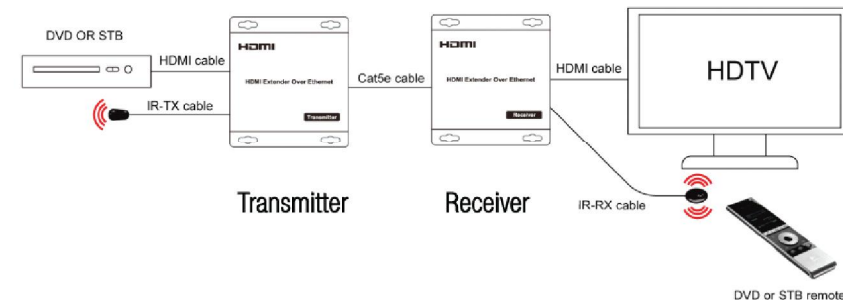 DVD OR STB
HDMI cable
IR-TX cable
HDMI
HDMI Extender Over Ethernet
Transmitter
Cat5e cable
HDMI
HDMI Extender Over Ethernet
Receiver
HDMI cable
HDTV
Transmitter
Receiver
IR-RX cable
DVD or STB remote